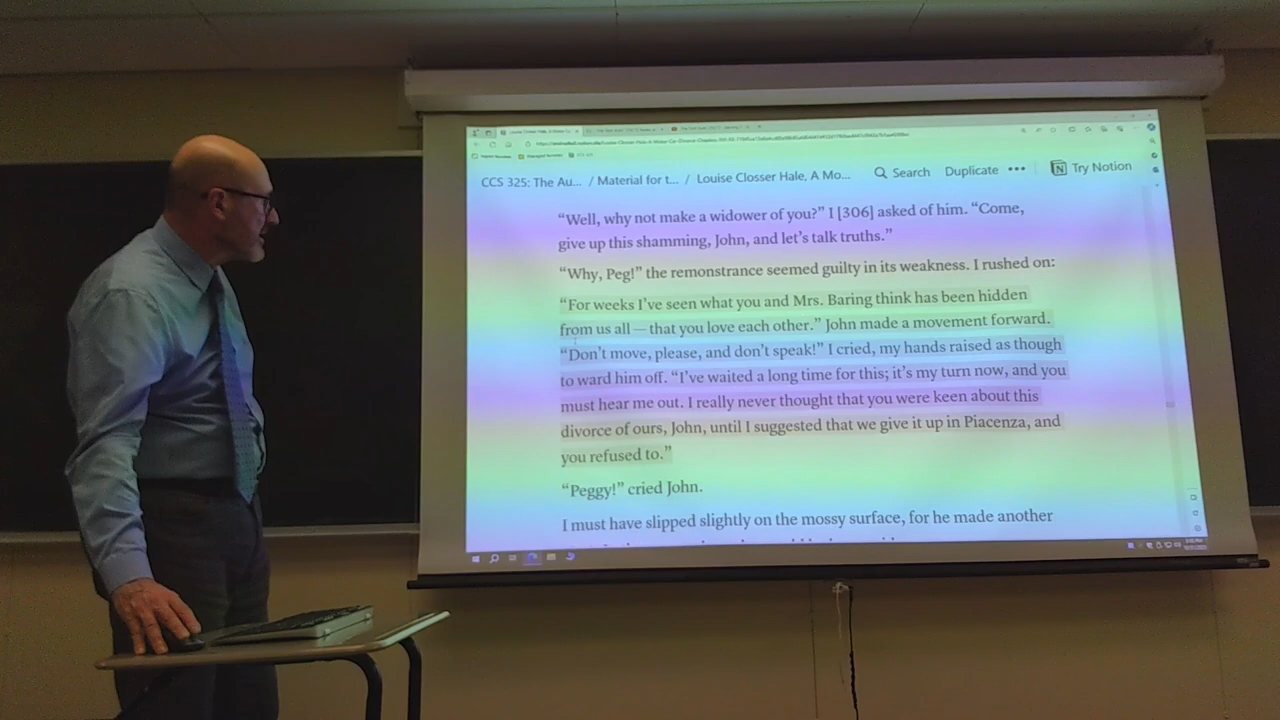 CCS 325: The Au... / Material for t... / Louise Closser Hale, A Mo... Search Duplicate ••• Try Notion
“Well, why not make a widower of you?” I [306] asked of him. “Come,
give up this shamming, John, and let’s talk truths.”
“Why, Peg!” the remonstrance seemed guilty in its weakness. I rushed on:
“For weeks I’ve seen what you and Mrs. Baring think has been hidden
from us all — that you love each other.” John made a movement forward.
“Don’t move, please, and don’t speak!” I cried, my hands raised as though
to ward him off. “I’ve waited a long time for this; it’s my turn now, and you
must hear me out. I really never thought that you were keen about this
divorce of ours, John, until I suggested that we give it up in Piacenza, and
you refused to.”
“Peggy!” cried John.
I must have slipped slightly on the mossy surface, for he made another